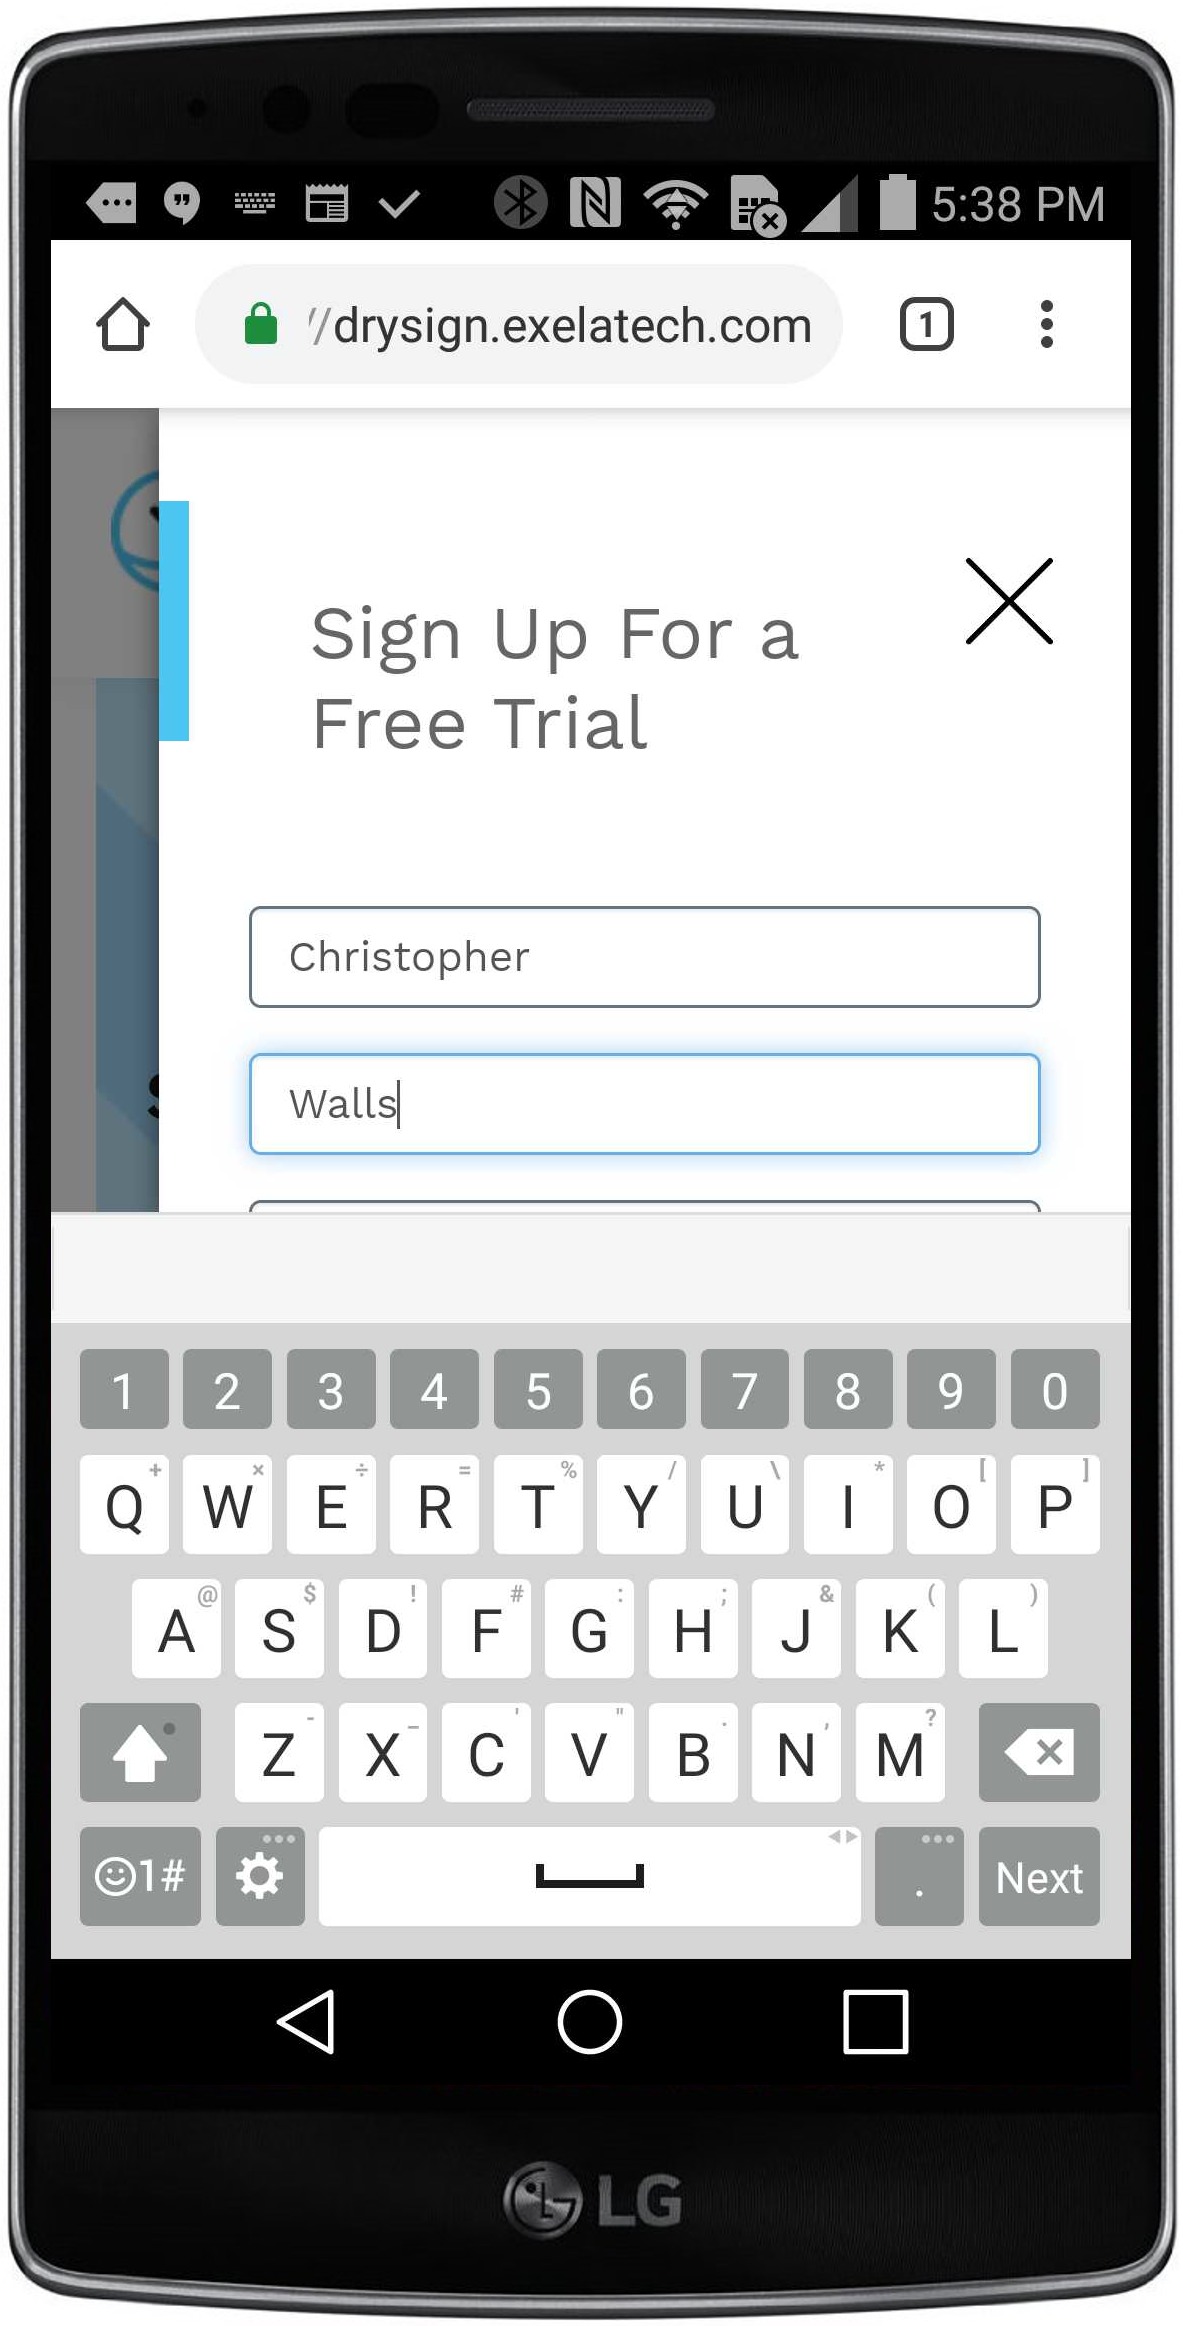 5:38 PM
//drysign.exelatech.com
1
Sign Up For a
Free Trial
Christopher
Walls
1 2 3 4 5 6 7 8 9 0
+ × ÷ = % / \ * [ ]
Q W E R T Y U I O P
@ $ ! # : ; & ( )
A S D F G H J K L
- _ ' " . , ?
Z X C V B N M
1# . Next
LG